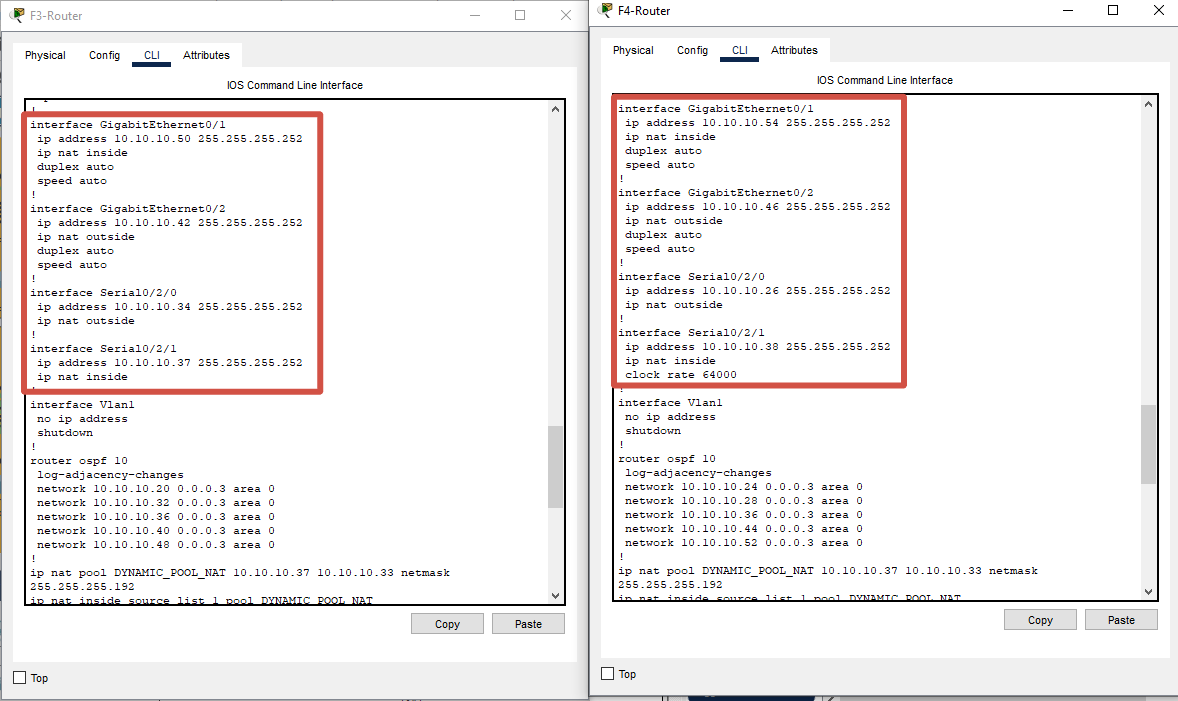 F3-Router
Physical Config CLI Attributes
IOS Command Line Interface
!
interface GigabitEthernet0/1
 ip address 10.10.10.50 255.255.255.252
 ip nat inside
 duplex auto
 speed auto
!
interface GigabitEthernet0/2
 ip address 10.10.10.42 255.255.255.252
 ip nat outside
 duplex auto
 speed auto
!
interface Serial0/2/0
 ip address 10.10.10.34 255.255.255.252
 ip nat outside
!
interface Serial0/2/1
 ip address 10.10.10.37 255.255.255.252
 ip nat inside
!
interface Vlan1
 no ip address
 shutdown
!
router ospf 10
 log-adjacency-changes
 network 10.10.10.20 0.0.0.3 area 0
 network 10.10.10.32 0.0.0.3 area 0
 network 10.10.10.36 0.0.0.3 area 0
 network 10.10.10.40 0.0.0.3 area 0
 network 10.10.10.48 0.0.0.3 area 0
!
ip nat pool DYNAMIC_POOL_NAT 10.10.10.37 10.10.10.33 netmask
255.255.255.192
ip nat inside source list 1 pool DYNAMIC_POOL_NAT
Copy Paste
Top
F4-Router
Physical Config CLI Attributes
IOS Command Line Interface
interface GigabitEthernet0/1
 ip address 10.10.10.54 255.255.255.252
 ip nat inside
 duplex auto
 speed auto
!
interface GigabitEthernet0/2
 ip address 10.10.10.46 255.255.255.252
 ip nat outside
 duplex auto
 speed auto
!
interface Serial0/2/0
 ip address 10.10.10.26 255.255.255.252
 ip nat outside
!
interface Serial0/2/1
 ip address 10.10.10.38 255.255.255.252
 ip nat inside
 clock rate 64000
!
interface Vlan1
 no ip address
 shutdown
!
router ospf 10
 log-adjacency-changes
 network 10.10.10.24 0.0.0.3 area 0
 network 10.10.10.28 0.0.0.3 area 0
 network 10.10.10.36 0.0.0.3 area 0
 network 10.10.10.44 0.0.0.3 area 0
 network 10.10.10.52 0.0.0.3 area 0
!
ip nat pool DYNAMIC_POOL_NAT 10.10.10.37 10.10.10.33 netmask
255.255.255.192
ip nat inside source list 1 pool DYNAMIC_POOL_NAT
Copy Paste
Top